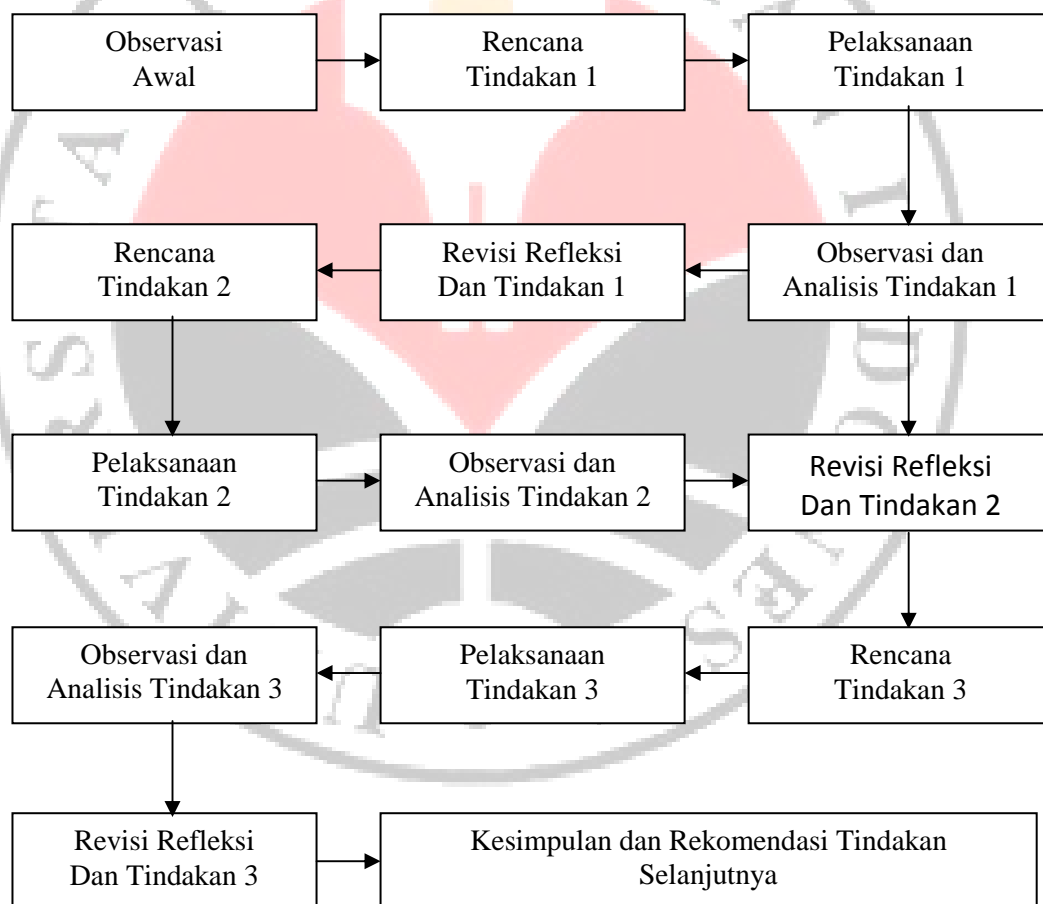 Observasi
Awal
Rencana
Tindakan 1
Pelaksanaan
Tindakan 1
Rencana
Tindakan 2
Revisi Refleksi
Dan Tindakan 1
Observasi dan
Analisis Tindakan 1
Pelaksanaan
Tindakan 2
Observasi dan
Analisis Tindakan 2
Revisi Refleksi
Dan Tindakan 2
Observasi dan
Analisis Tindakan 3
Pelaksanaan
Tindakan 3
Rencana
Tindakan 3
Revisi Refleksi
Dan Tindakan 3
Kesimpulan dan Rekomendasi Tindakan
Selanjutnya